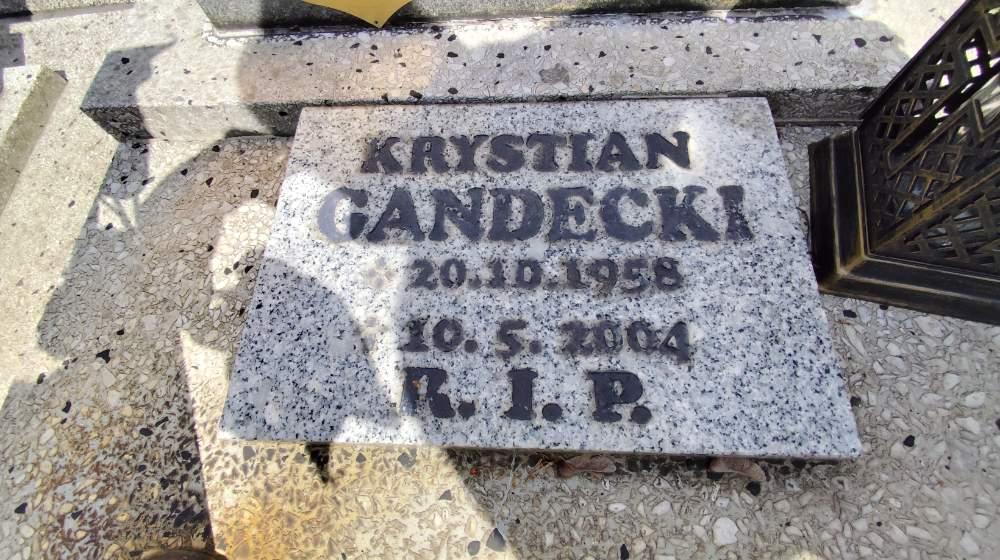 KRYSTIAN
GANDECKI
* 20.10.1958
10. 5. 2004
R. I. P.